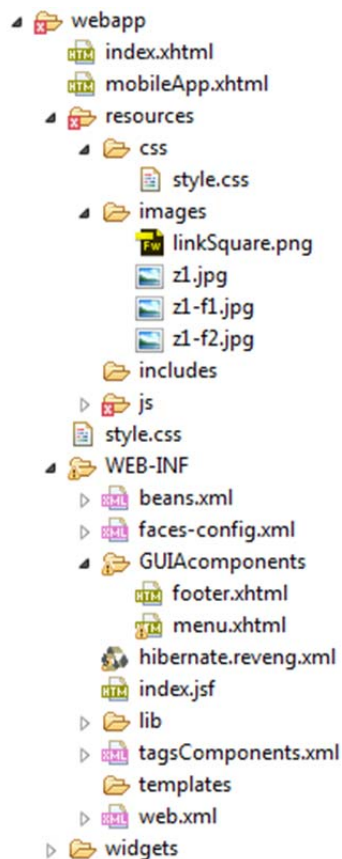 webapp
index.xhtml
mobileApp.xhtml
resources
css
style.css
images
linkSquare.png
z1.jpg
z1-f1.jpg
z1-f2.jpg
includes
js
style.css
WEB-INF
beans.xml
faces-config.xml
GUIAcomponents
footer.xhtml
menu.xhtml
hibernate.reveng.xml
index.jsf
lib
tagsComponents.xml
templates
web.xml
widgets